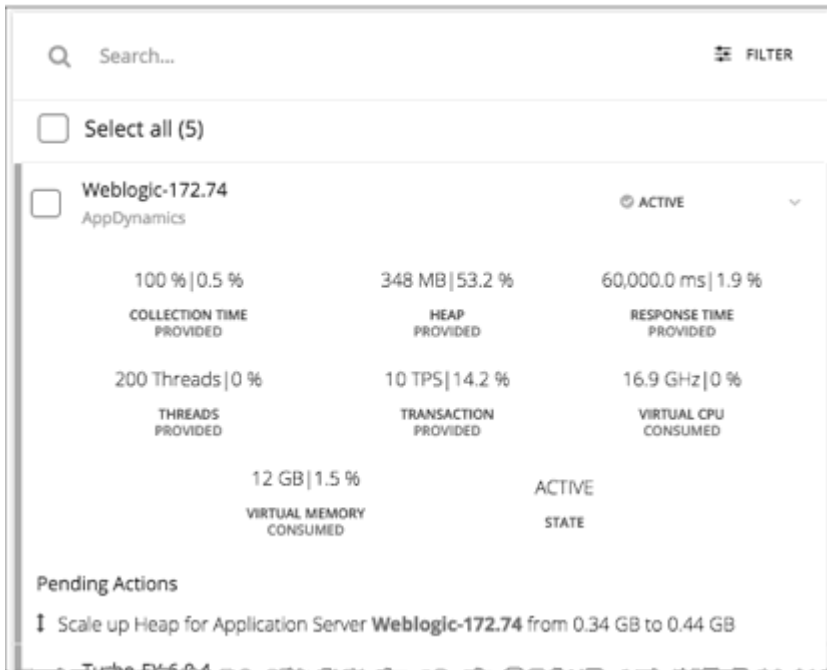 Search...
FILTER
Select all (5)
Weblogic-172.74
AppDynamics
ACTIVE
100 %|0.5 %
348 MB|53.2 %
60,000.0 ms|1.9 %
COLLECTION TIME
PROVIDED
HEAP
PROVIDED
RESPONSE TIME
PROVIDED
200 Threads|0 %
10 TPS|14.2 %
16.9 GHz|0 %
THREADS
PROVIDED
TRANSACTION
PROVIDED
VIRTUAL CPU
CONSUMED
12 GB|1.5 %
ACTIVE
VIRTUAL MEMORY
CONSUMED
STATE
Pending Actions
Scale up Heap for Application Server Weblogic-172.74 from 0.34 GB to 0.44 GB